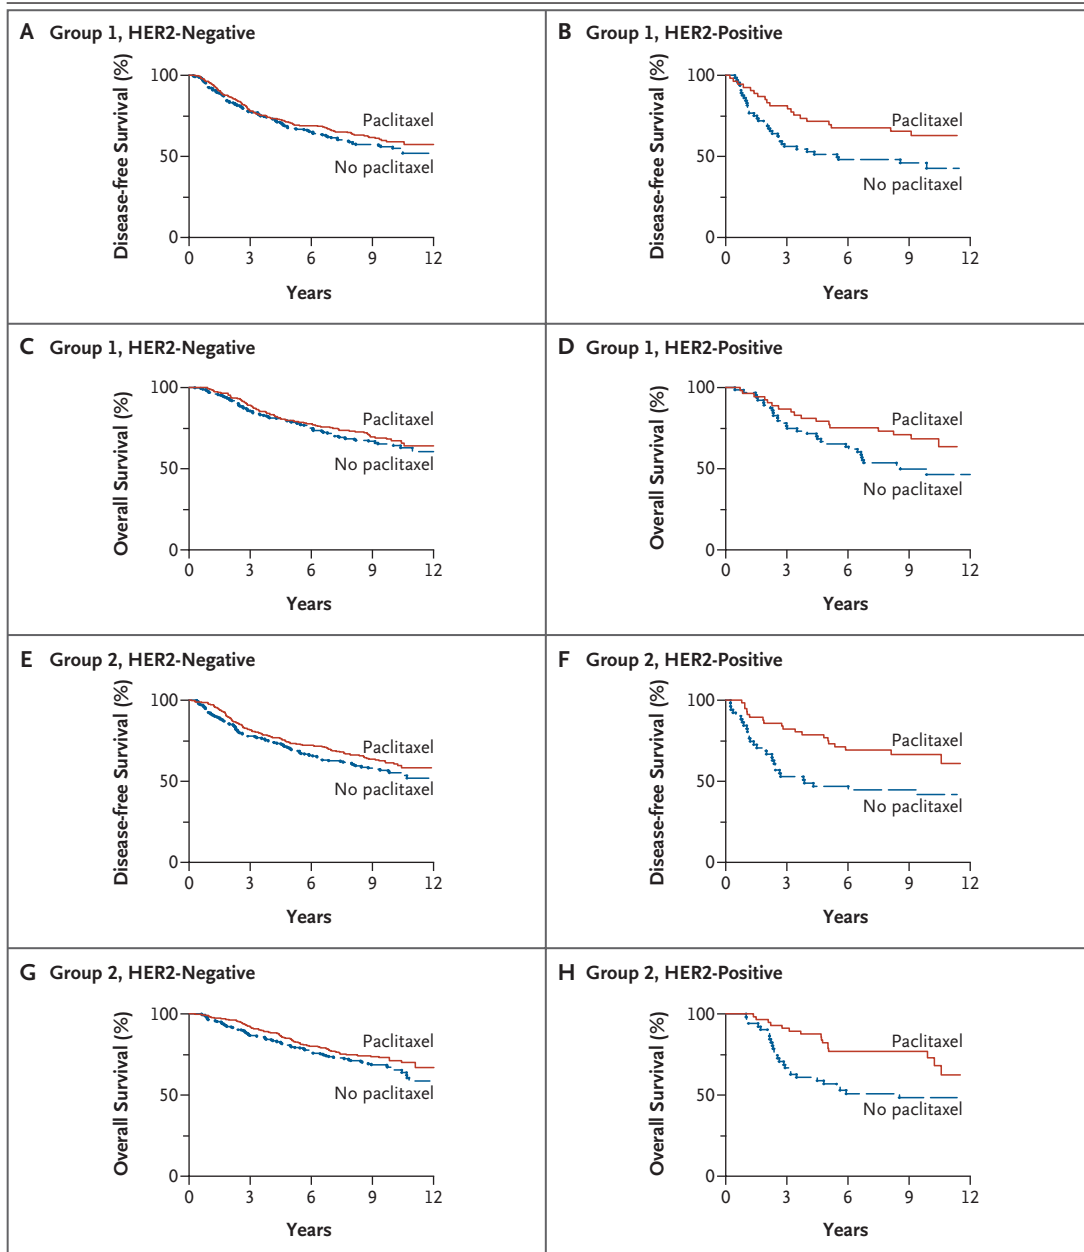 A Group 1, HER2-Negative
Disease-free Survival (%)
100
50
0
Paclitaxel
No paclitaxel
0 3 6 9 12
Years
B Group 1, HER2-Positive
Disease-free Survival (%)
100
50
0
Paclitaxel
No paclitaxel
0 3 6 9 12
Years
C Group 1, HER2-Negative
Overall Survival (%)
100
50
0
Paclitaxel
No paclitaxel
0 3 6 9 12
Years
D Group 1, HER2-Positive
Overall Survival (%)
100
50
0
Paclitaxel
No paclitaxel
0 3 6 9 12
Years
E Group 2, HER2-Negative
Disease-free Survival (%)
100
50
0
Paclitaxel
No paclitaxel
0 3 6 9 12
Years
F Group 2, HER2-Positive
Disease-free Survival (%)
100
50
0
Paclitaxel
No paclitaxel
0 3 6 9 12
Years
G Group 2, HER2-Negative
Overall Survival (%)
100
50
0
Paclitaxel
No paclitaxel
0 3 6 9 12
Years
H Group 2, HER2-Positive
Overall Survival (%)
100
50
0
Paclitaxel
No paclitaxel
0 3 6 9 12
Years